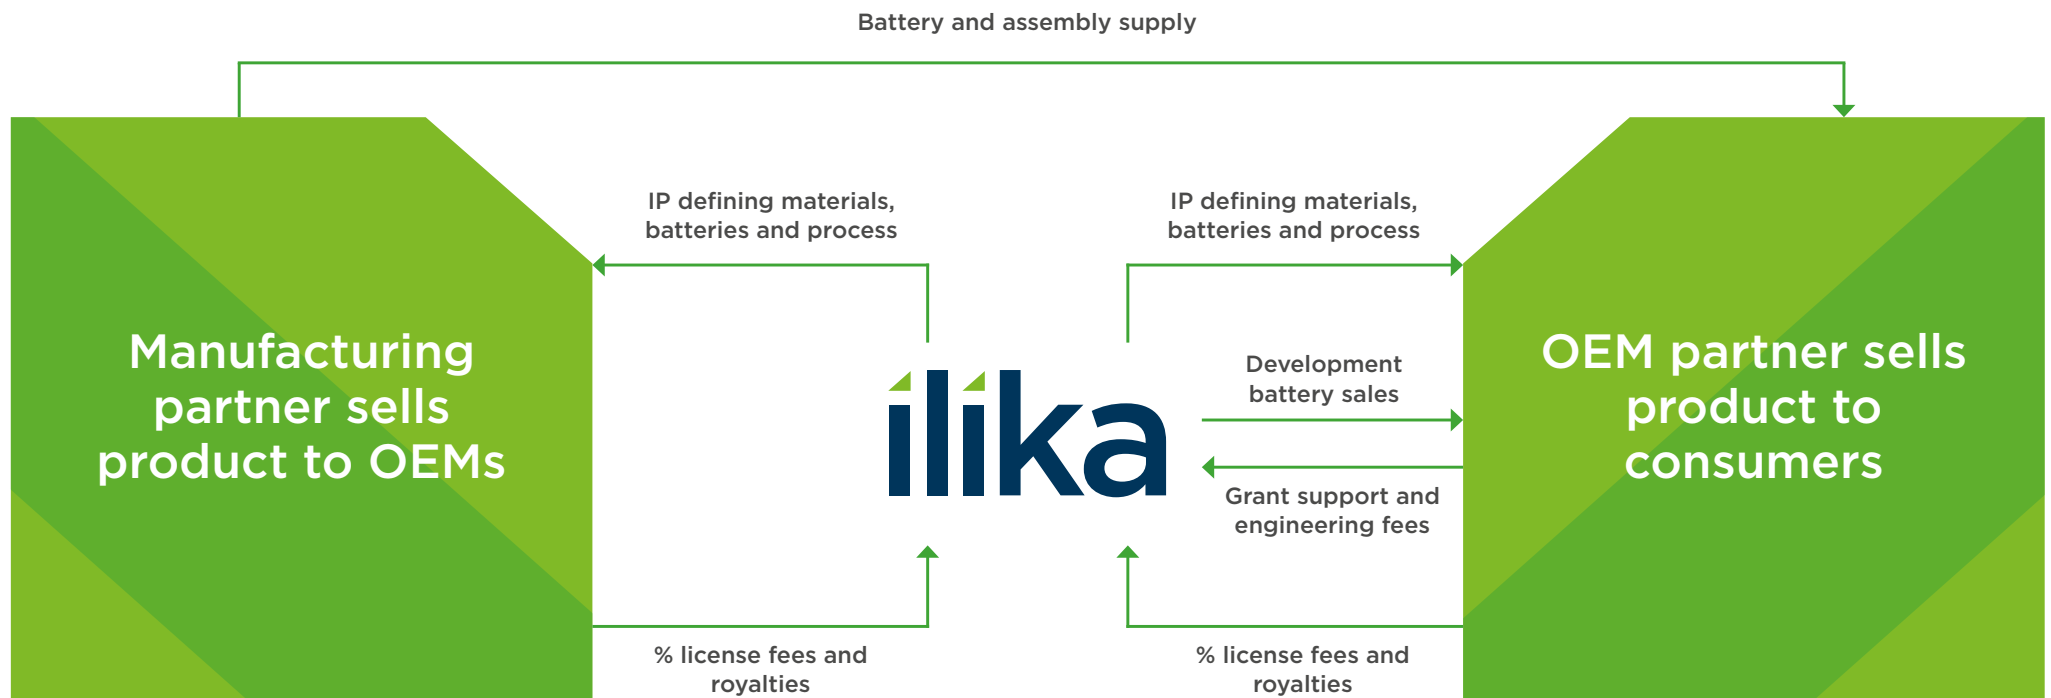 Battery and assembly supply
IP defining materials,
batteries and process
IP defining materials,
batteries and process
Manufacturing
partner sells
product to OEMs
ilika
Development
battery sales
Grant support and
engineering fees
OEM partner sells
product to
consumers
% license fees and
royalties
% license fees and
royalties